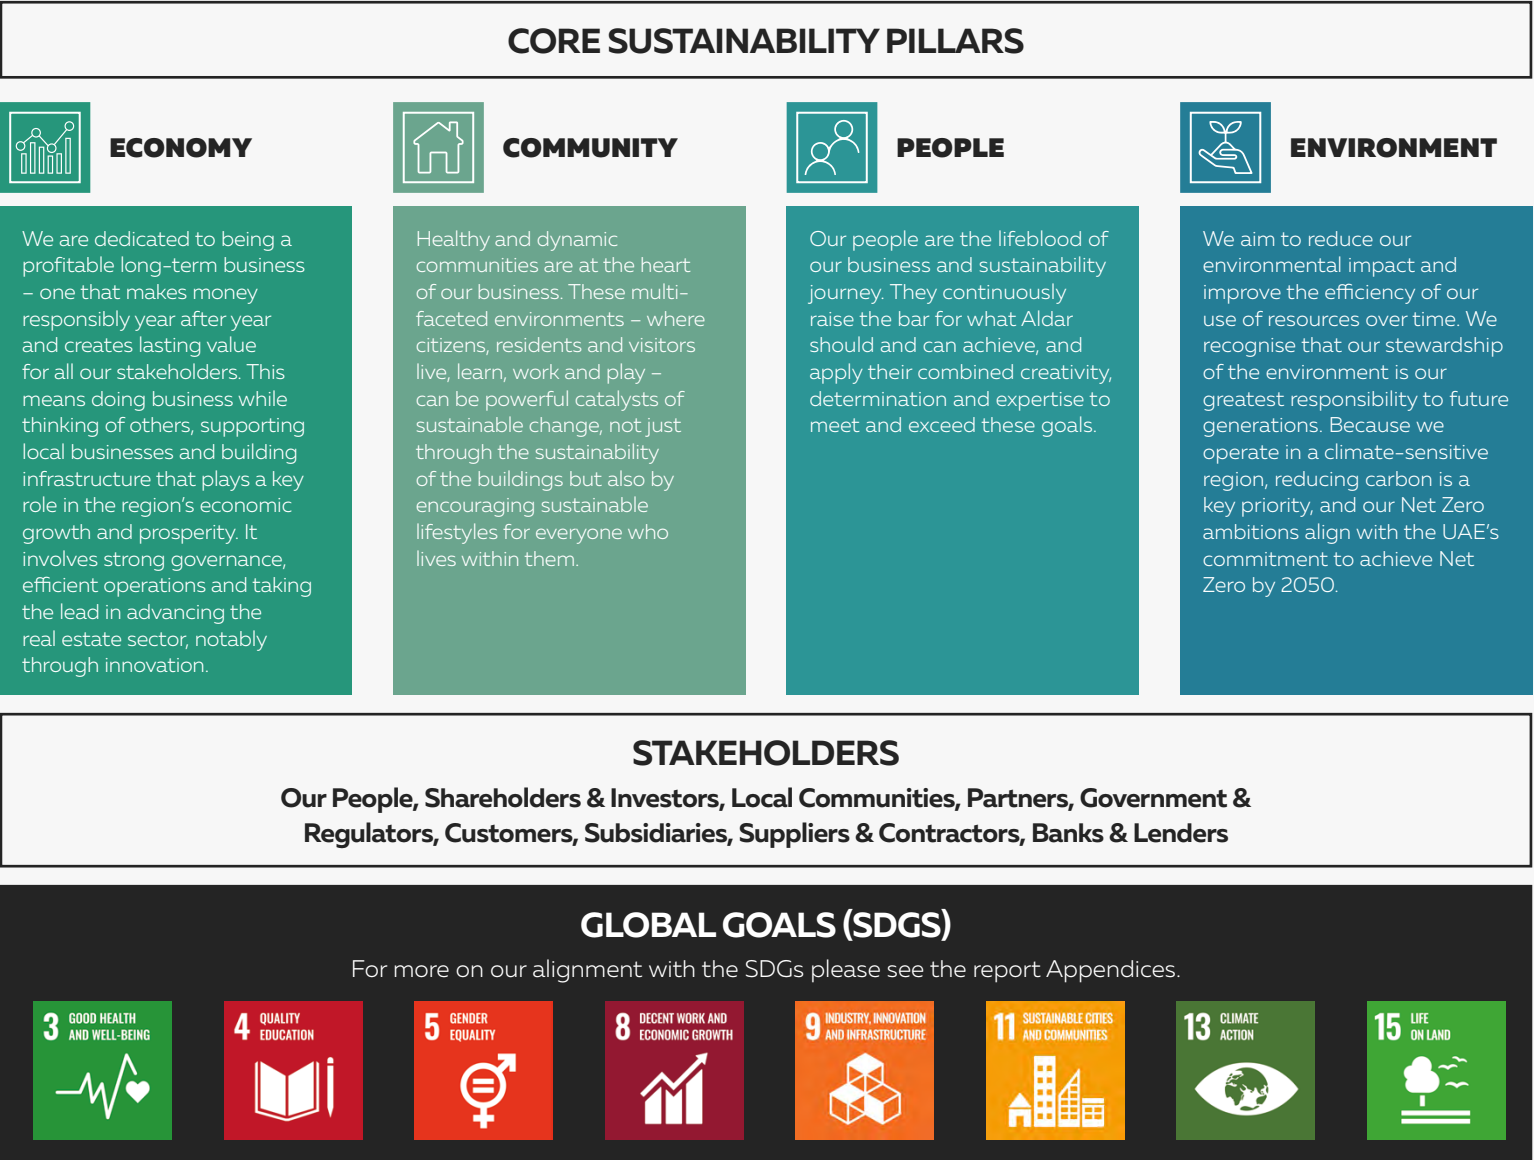 CORE SUSTAINABILITY PILLARS
ECONOMY
We are dedicated to being a
profitable long-term business
– one that makes money
responsibly year after year
and creates lasting value
for all our stakeholders. This
means doing business while
thinking of others, supporting
local businesses and building
infrastructure that plays a key
role in the region's economic
growth and prosperity. It
involves strong governance,
efficient operations and taking
the lead in advancing the
real estate sector, notably
through innovation.
COMMUNITY
Healthy and dynamic
communities are at the heart
of our business. These multi-
faceted environments – where
citizens, residents and visitors
live, learn, work and play –
can be powerful catalysts of
sustainable change, not just
through the sustainability
of the buildings but also by
encouraging sustainable
lifestyles for everyone who
lives within them.
PEOPLE
Our people are the lifeblood of
our business and sustainability
journey. They continuously
raise the bar for what Aldar
should and can achieve, and
apply their combined creativity,
determination and expertise to
meet and exceed these goals.
ENVIRONMENT
We aim to reduce our
environmental impact and
improve the efficiency of our
use of resources over time. We
recognise that our stewardship
of the environment is our
greatest responsibility to future
generations. Because we
operate in a climate-sensitive
region, reducing carbon is a
key priority, and our Net Zero
ambitions align with the UAE's
commitment to achieve Net
Zero by 2050.
STAKEHOLDERS
Our People, Shareholders & Investors, Local Communities, Partners, Government &
Regulators, Customers, Subsidiaries, Suppliers & Contractors, Banks & Lenders
GLOBAL GOALS (SDGS)
For more on our alignment with the SDGs please see the report Appendices.
3 GOOD HEALTH
AND WELL-BEING
4 QUALITY
EDUCATION
5 GENDER
EQUALITY
8 DECENT WORK AND
ECONOMIC GROWTH
9 INDUSTRY, INNOVATION
AND INFRASTRUCTURE
11 SUSTAINABLE CITIES
AND COMMUNITIES
13 CLIMATE
ACTION
15 LIFE
ON LAND